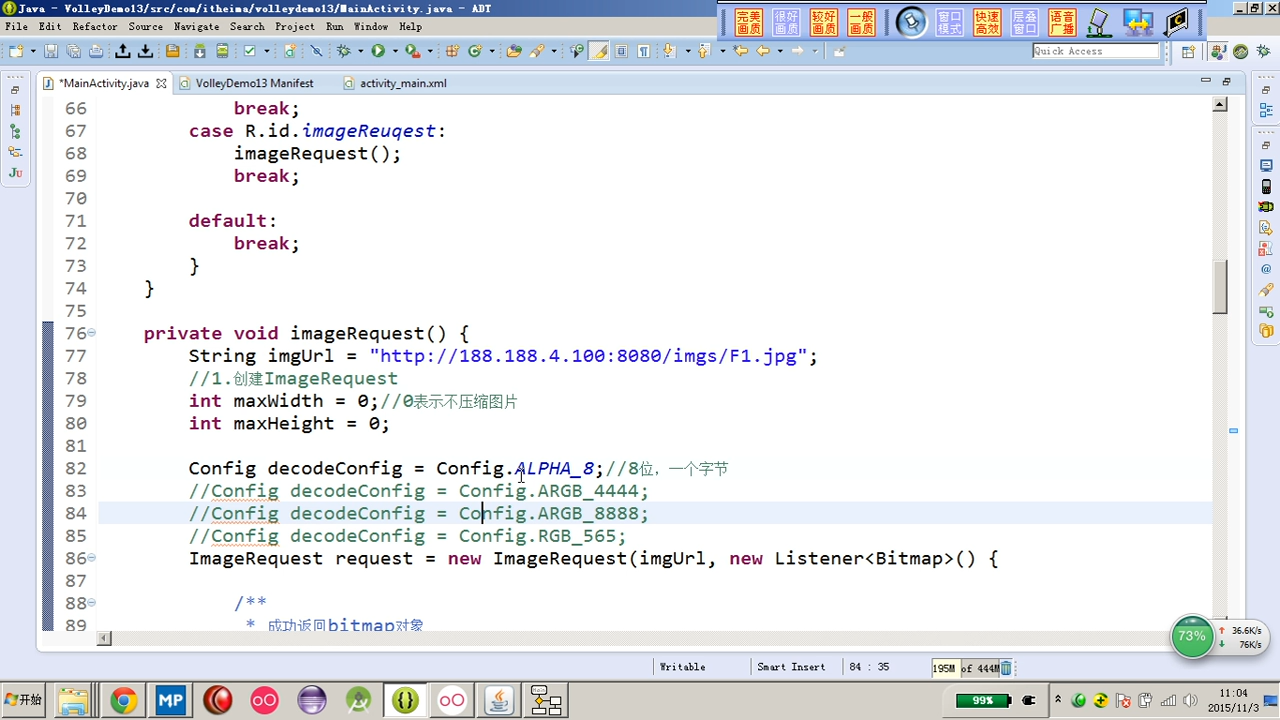 Java - VolleyDemo13/src/com/itheima/volleydemo13/MainActivity.java - ADT
完美画质 很好画质 较好画质 一般画质 窗口模式 快速高效 层叠窗口 语音广播
File Edit Refactor Source Navigate Search Project Run Window Help
Quick Access
*MainActivity.java VolleyDemo13 Manifest activity_main.xml
66 break;
67 case R.id.imageReuqest:
68 imageRequest();
69 break;
70
71 default:
72 break;
73 }
74 }
75
76 private void imageRequest() {
77 String imgUrl = "http://188.188.4.100:8080/imgs/F1.jpg";
78 //1.创建ImageRequest
79 int maxWidth = 0;//0表示不压缩图片
80 int maxHeight = 0;
81
82 Config decodeConfig = Config.ALPHA_8;//8位，一个字节
83 //Config decodeConfig = Config.ARGB_4444;
84 //Config decodeConfig = Config.ARGB_8888;
85 //Config decodeConfig = Config.RGB_565;
86 ImageRequest request = new ImageRequest(imgUrl, new Listener<Bitmap>() {
87
88 /**
89 * 成功返回bitmap对象
73% 36.6K/s
76K/s
Writable Smart Insert 84 : 35 195M of 444M
开始 MP 99% 11:04
2015/11/3